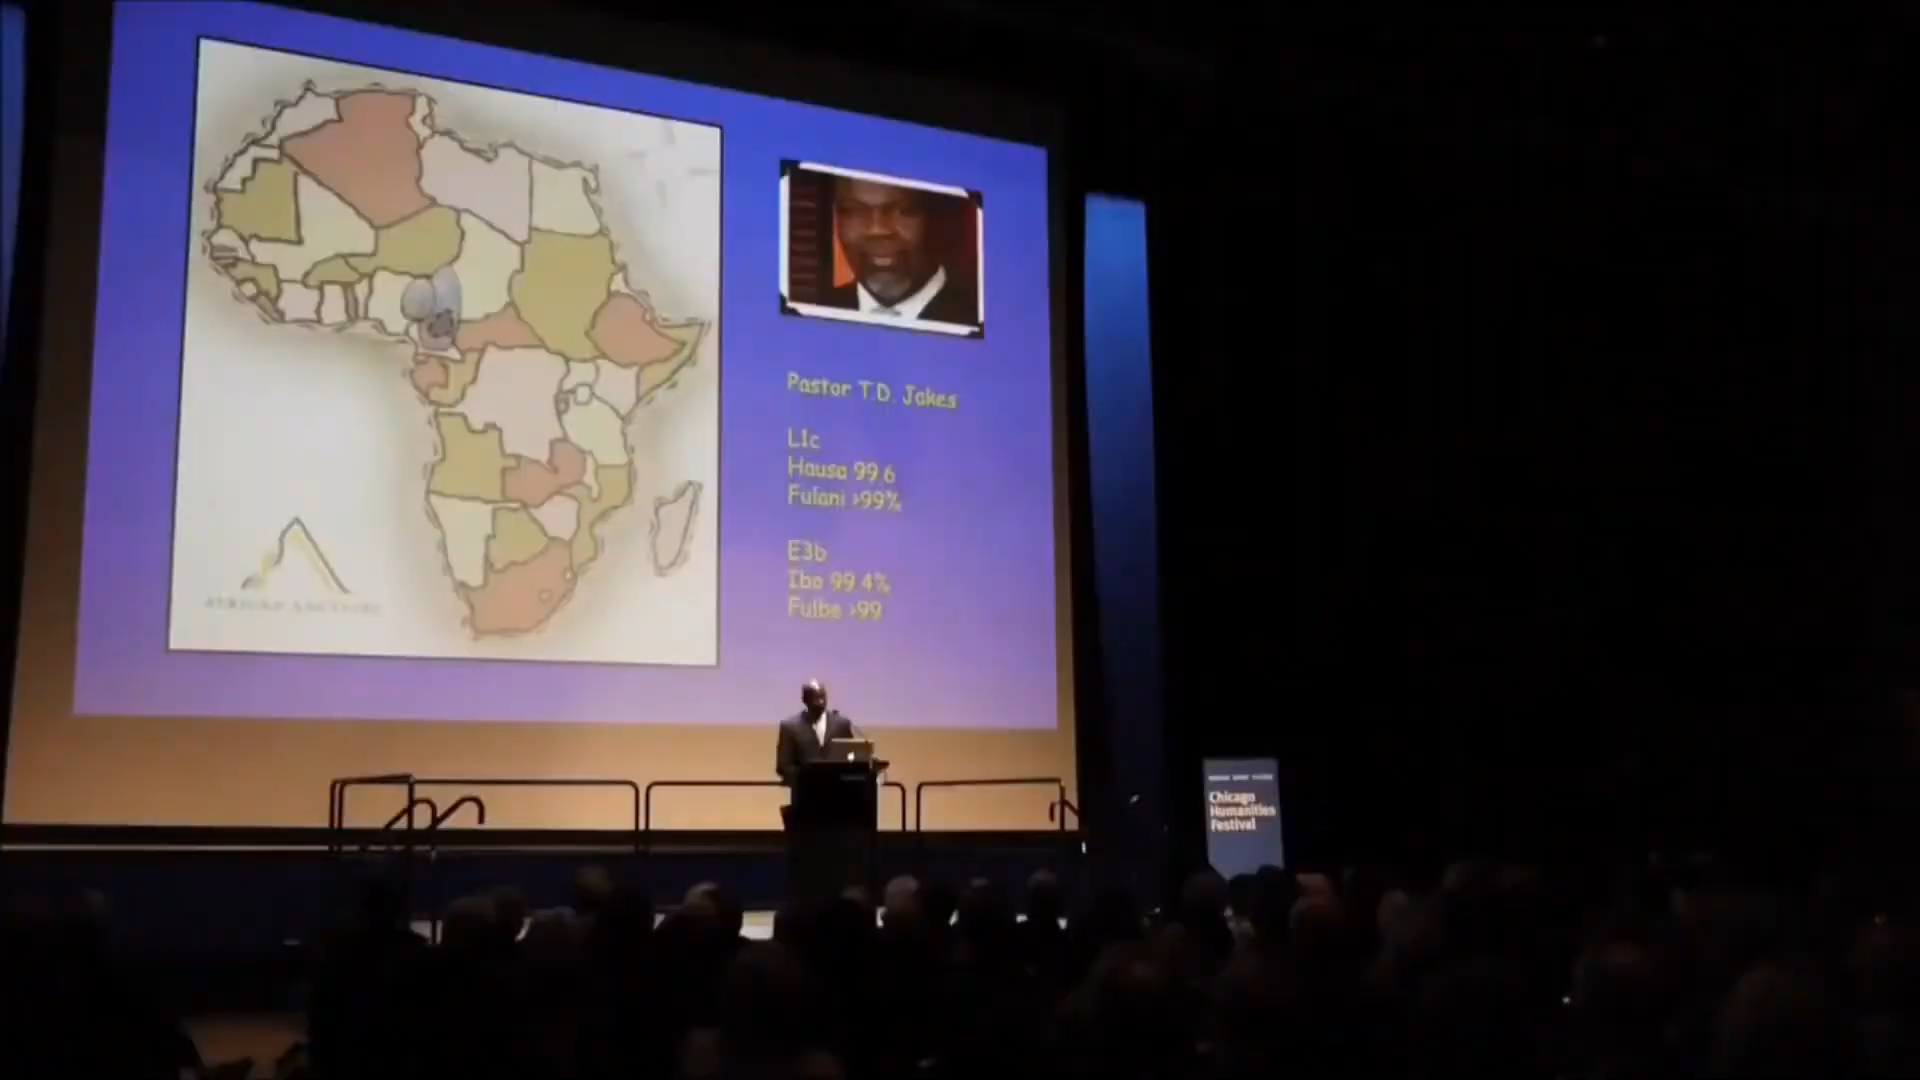 Pastor T.D. Jakes
L1c
Hausa 99.6
Fulani >99%
E3b
Ibo 99.4%
Fulbe >99
Chicago
Humanities
Festival